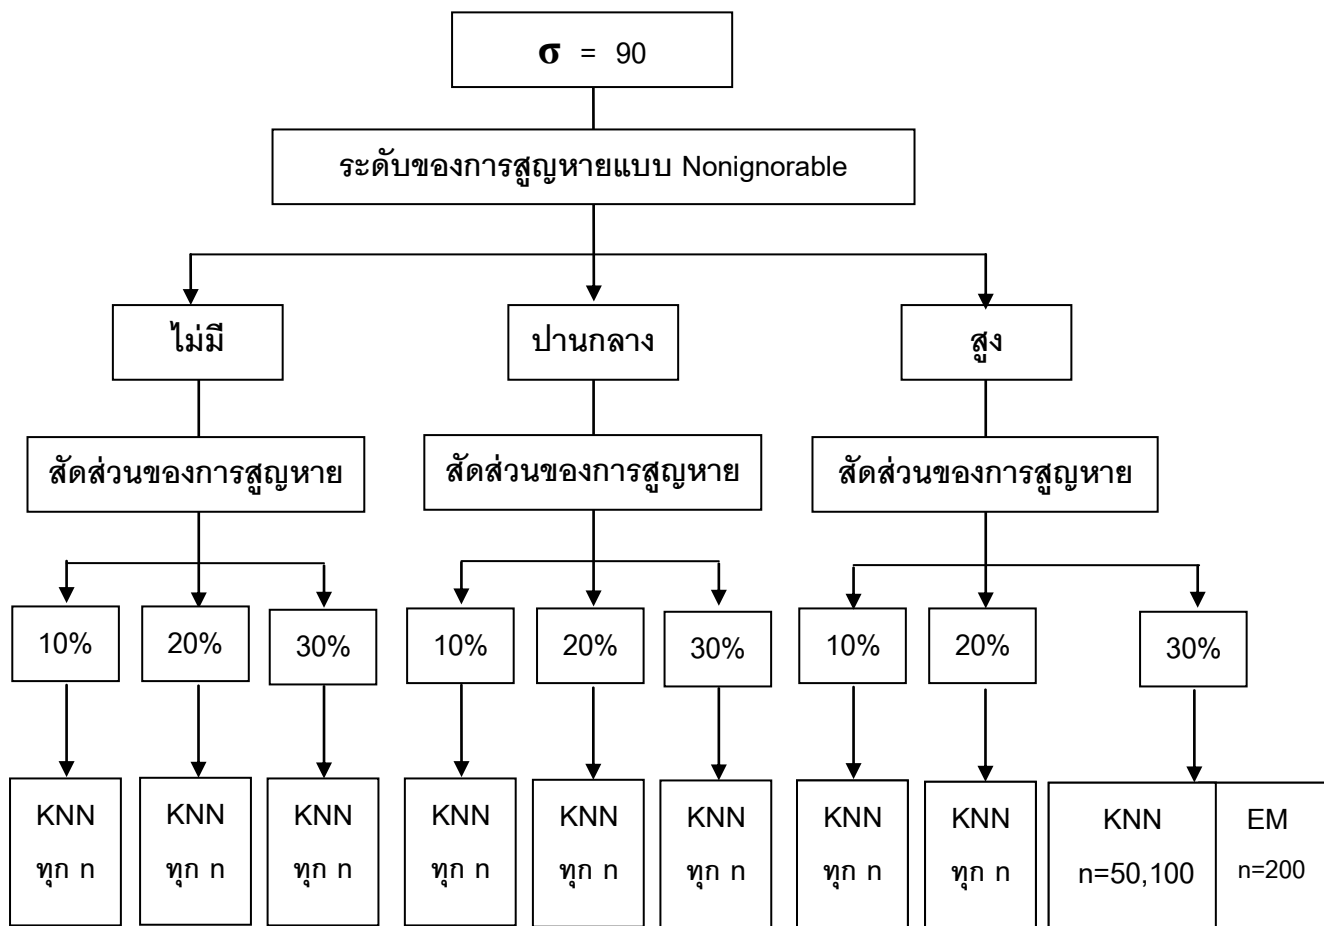 σ = 90
ระดับของการสูญหายแบบ Nonignorable
ไม่มี ปานกลาง สูง
สัดส่วนของการสูญหาย สัดส่วนของการสูญหาย สัดส่วนของการสูญหาย
10% 20% 30% 10% 20% 30% 10% 20% 30%
KNN KNN KNN KNN KNN KNN KNN KNN KNN EM
ทุก n ทุก n ทุก n ทุก n ทุก n ทุก n ทุก n ทุก n n=50,100 n=200